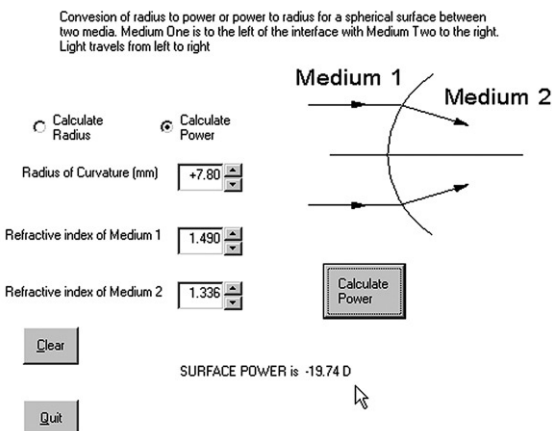 Convesion of radius to power or power to radius for a spherical surface between
two media. Medium One is to the left of the interface with Medium Two to the right.
Light travels from left to right
Medium 1
Medium 2
Calculate
Radius
Calculate
Power
Radius of Curvature (mm)
+7.80
Refractive index of Medium 1
1.490
Refractive index of Medium 2
1.336
Calculate
Power
Clear
SURFACE POWER is -19.74 D
Quit